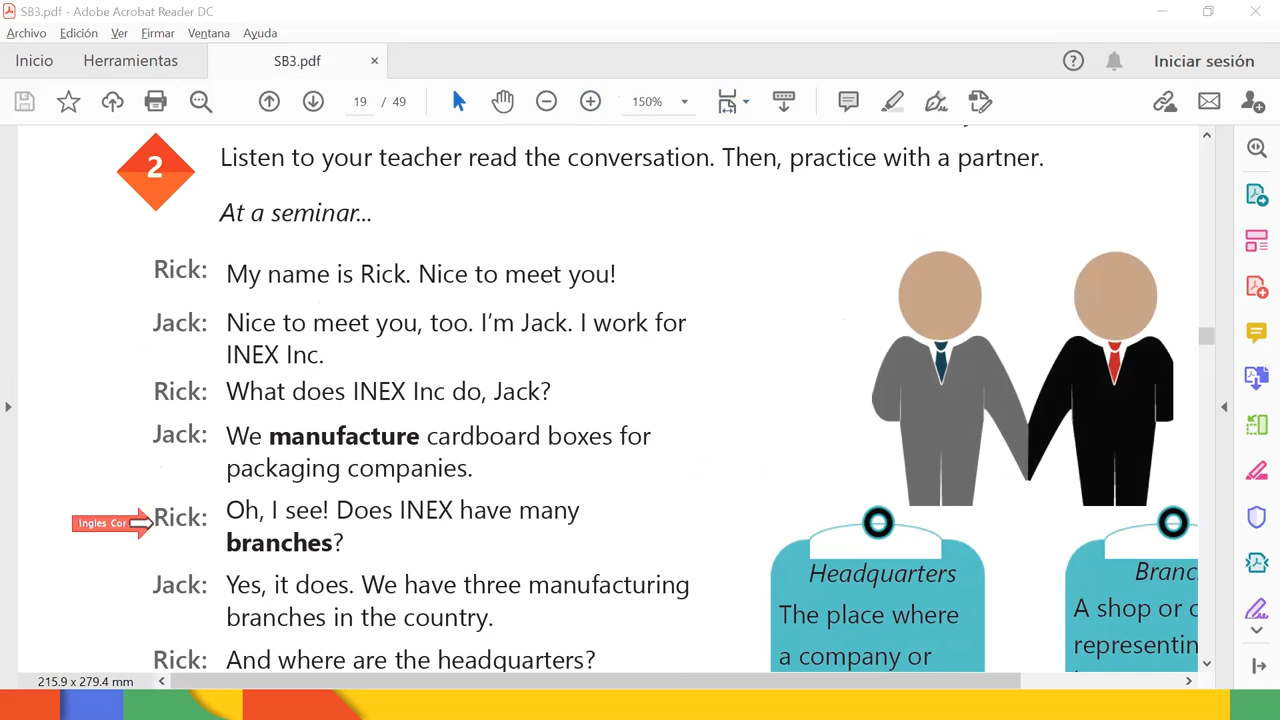 SB3.pdf - Adobe Acrobat Reader DC
Archivo Edición Ver Firmar Ventana Ayuda
Inicio Herramientas SB3.pdf × Iniciar sesión
19 / 49 150%
2
Listen to your teacher read the conversation. Then, practice with a partner.
At a seminar...
Rick: My name is Rick. Nice to meet you!
Jack: Nice to meet you, too. I'm Jack. I work for
INEX Inc.
Rick: What does INEX Inc do, Jack?
Jack: We manufacture cardboard boxes for
packaging companies.
Ingles Cor
Rick: Oh, I see! Does INEX have many
branches?
Jack: Yes, it does. We have three manufacturing
branches in the country.
Rick: And where are the headquarters?
Headquarters
The place where
a company or
Branc
A shop or
representin
215.9 x 279.4 mm